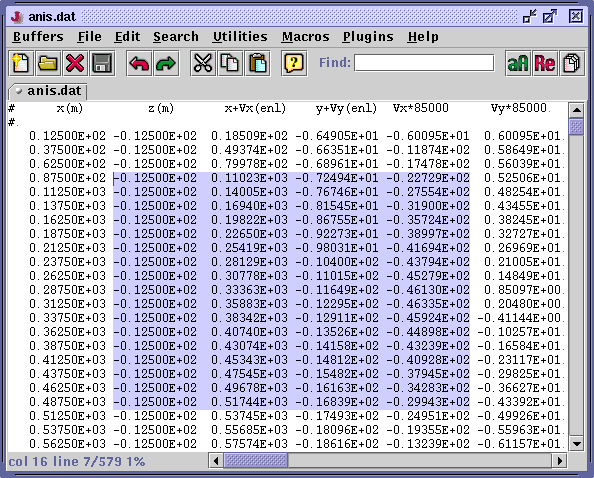 anis.dat
Buffers File Edit Search Utilities Macros Plugins Help
Find: aA Re
anis.dat
# x(m) z(m) x+Vx(enl) y+Vy(enl) Vx*85000 Vy*85000.
#.
0.12500E+02 -0.12500E+02 0.18509E+02 -0.64905E+01 -0.60095E+01 0.60095E+01.
0.37500E+02 -0.12500E+02 0.49374E+02 -0.66351E+01 -0.11874E+02 0.58649E+01.
0.62500E+02 -0.12500E+02 0.79978E+02 -0.68961E+01 -0.17478E+02 0.56039E+01.
0.87500E+02 -0.12500E+02 0.11023E+03 -0.72494E+01 -0.22729E+02 0.52506E+01.
0.11250E+03 -0.12500E+02 0.14005E+03 -0.76746E+01 -0.27554E+02 0.48254E+01.
0.13750E+03 -0.12500E+02 0.16940E+03 -0.81545E+01 -0.31900E+02 0.43455E+01.
0.16250E+03 -0.12500E+02 0.19822E+03 -0.86755E+01 -0.35724E+02 0.38245E+01.
0.18750E+03 -0.12500E+02 0.22650E+03 -0.92273E+01 -0.38997E+02 0.32727E+01.
0.21250E+03 -0.12500E+02 0.25419E+03 -0.98031E+01 -0.41694E+02 0.26969E+01.
0.23750E+03 -0.12500E+02 0.28129E+03 -0.10400E+02 -0.43794E+02 0.21005E+01.
0.26250E+03 -0.12500E+02 0.30778E+03 -0.11015E+02 -0.45279E+02 0.14849E+01.
0.28750E+03 -0.12500E+02 0.33363E+03 -0.11649E+02 -0.46130E+02 0.85097E+00.
0.31250E+03 -0.12500E+02 0.35883E+03 -0.12295E+02 -0.46335E+02 0.20480E+00.
0.33750E+03 -0.12500E+02 0.38342E+03 -0.12911E+02 -0.45924E+02 -0.41144E+00.
0.36250E+03 -0.12500E+02 0.40740E+03 -0.13526E+02 -0.44898E+02 -0.10257E+01.
0.38750E+03 -0.12500E+02 0.43074E+03 -0.14158E+02 -0.43239E+02 -0.16584E+01.
0.41250E+03 -0.12500E+02 0.45343E+03 -0.14812E+02 -0.40928E+02 -0.23117E+01.
0.43750E+03 -0.12500E+02 0.47545E+03 -0.15482E+02 -0.37945E+02 -0.29825E+01.
0.46250E+03 -0.12500E+02 0.49678E+03 -0.16163E+02 -0.34283E+02 -0.36627E+01.
0.48750E+03 -0.12500E+02 0.51744E+03 -0.16839E+02 -0.29943E+02 -0.43392E+01.
0.51250E+03 -0.12500E+02 0.53745E+03 -0.17493E+02 -0.24951E+02 -0.49926E+01.
0.53750E+03 -0.12500E+02 0.55685E+03 -0.18096E+02 -0.19355E+02 -0.55963E+01.
0.56250E+03 -0.12500E+02 0.57574E+03 -0.18616E+02 -0.13239E+02 -0.61157E+01.
col 16 line 7/579 1%